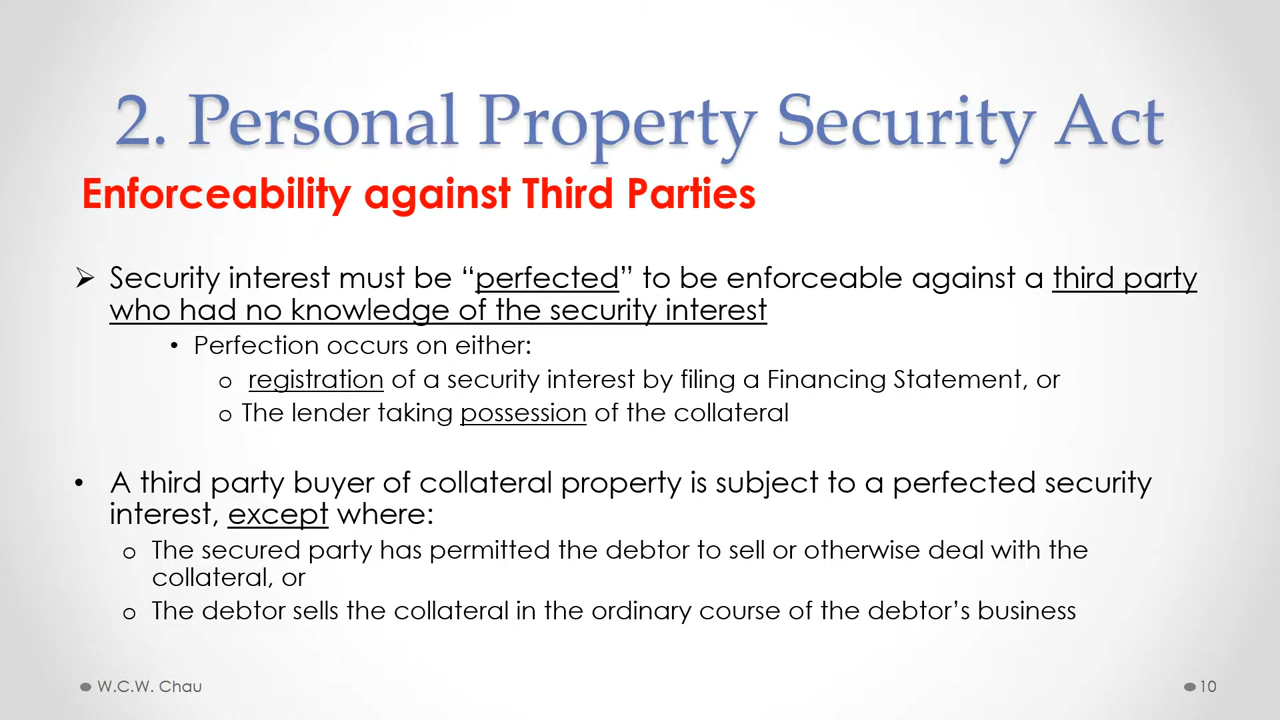 2. Personal Property Security Act
Enforceability against Third Parties
➢ Security interest must be “perfected” to be enforceable against a third party
who had no knowledge of the security interest
• Perfection occurs on either:
o registration of a security interest by filing a Financing Statement, or
o The lender taking possession of the collateral
• A third party buyer of collateral property is subject to a perfected security
interest, except where:
o The secured party has permitted the debtor to sell or otherwise deal with the
collateral, or
o The debtor sells the collateral in the ordinary course of the debtor’s business
W.C.W. Chau
10